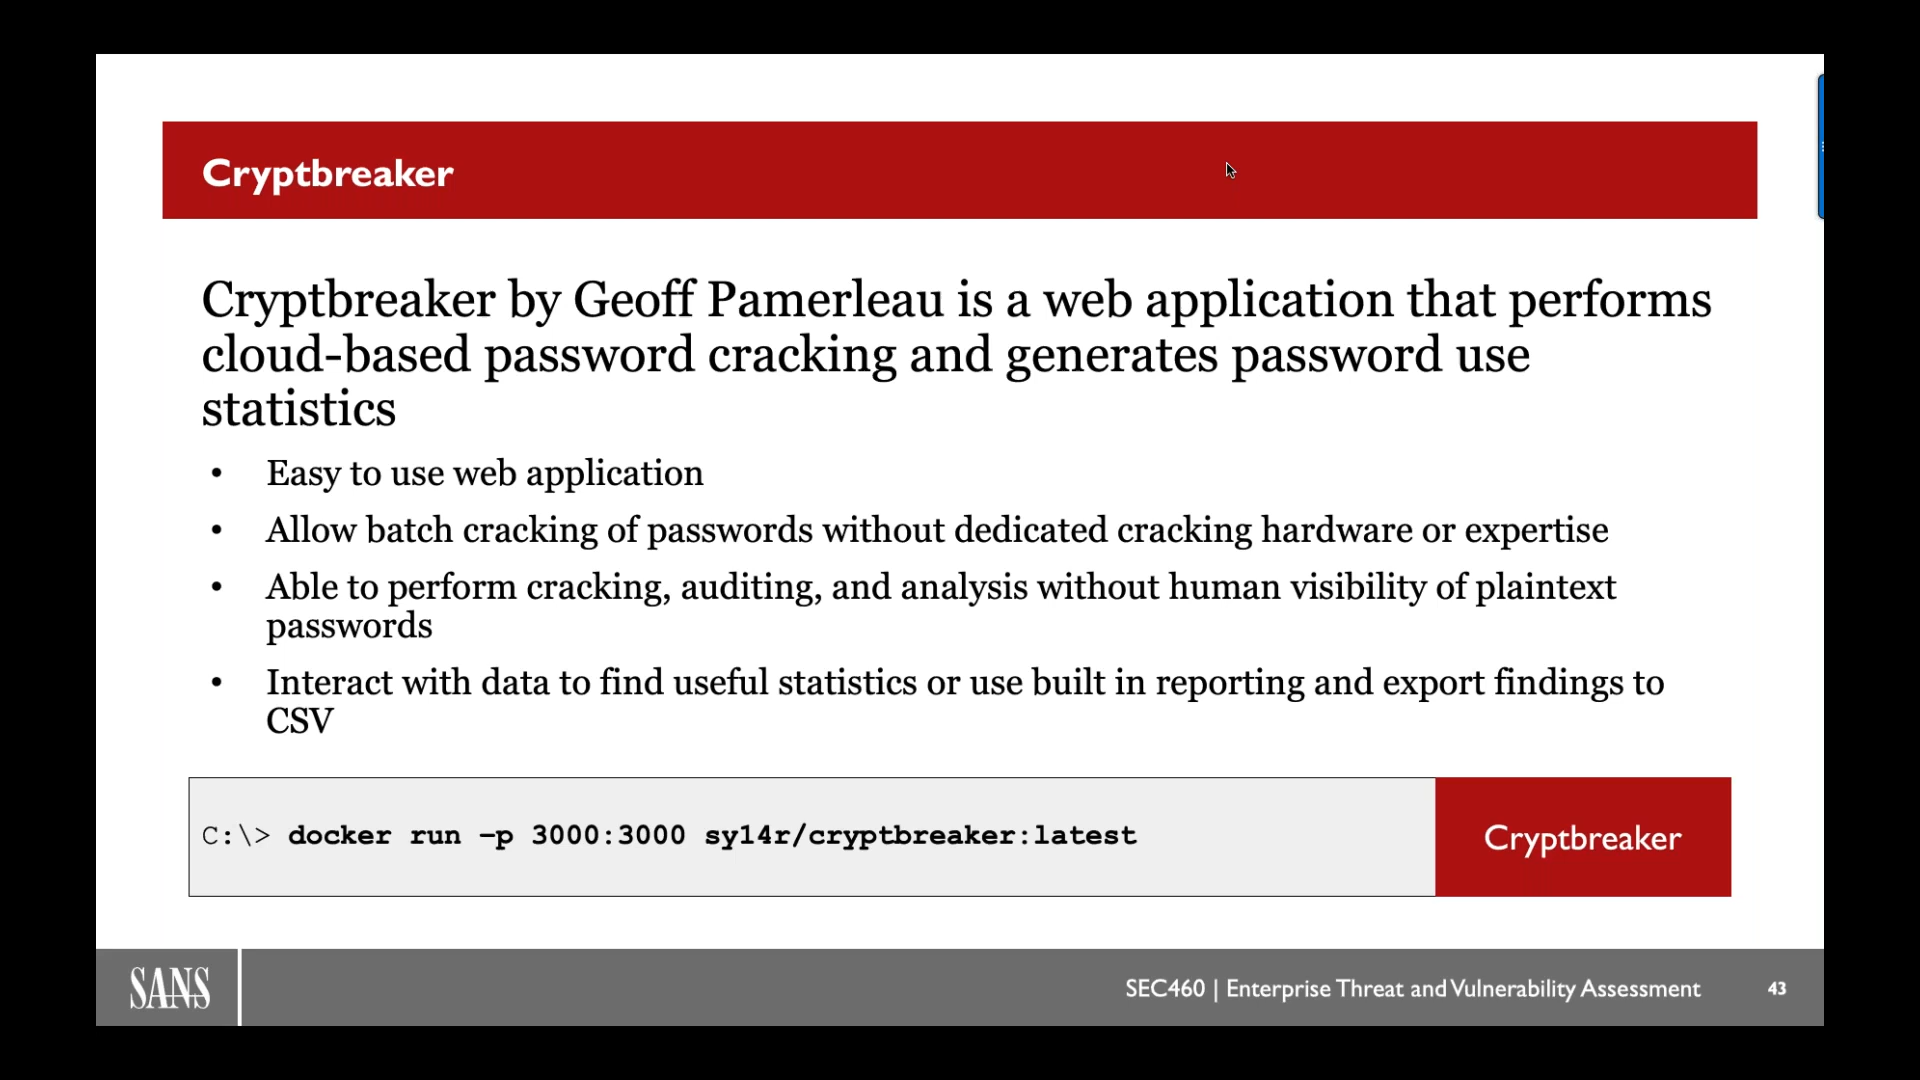 Cryptbreaker
Cryptbreaker by Geoff Pamerleau is a web application that performs
cloud-based password cracking and generates password use
statistics
• Easy to use web application
• Allow batch cracking of passwords without dedicated cracking hardware or expertise
• Able to perform cracking, auditing, and analysis without human visibility of plaintext
passwords
• Interact with data to find useful statistics or use built in reporting and export findings to
CSV
C:\> docker run –p 3000:3000 sy14r/cryptbreaker:latest
Cryptbreaker
SANS
SEC460 | Enterprise Threat and Vulnerability Assessment
43